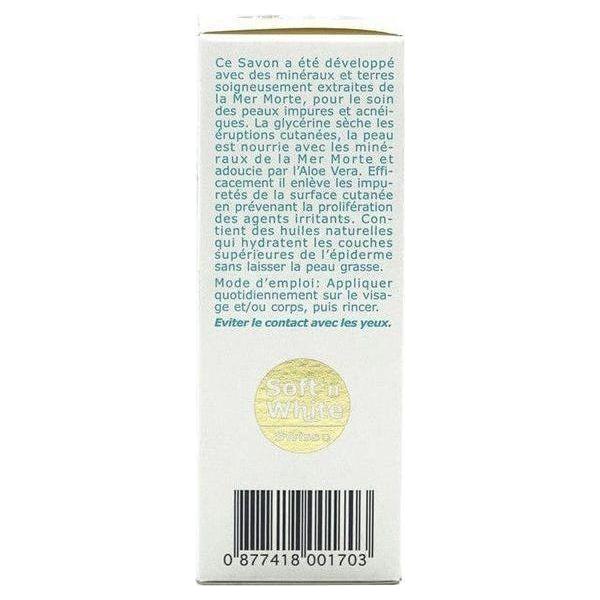 Ce Savon a été développé
avec des minéraux et terres
soigneusement extraites de
la Mer Morte, pour le soin
des peaux impures et acnéi-
ques. La glycérine sèche les
éruptions cutanées, la peau
est nourrie avec les miné-
raux de la Mer Morte et
adoucie par l'Aloe Vera. Effi-
cacement il enlève les impu-
retés de la surface cutanée
en prévenant la prolifération
des agents irritants. Con-
tient des huiles naturelles
qui hydratent les couches
supérieures de l'épiderme
sans laisser la peau grasse.
Mode d'emploi: Appliquer
quotidiennement sur le visa-
ge et/ou corps, puis rincer.
Eviter le contact avec les yeux.
Soft n
White
Swiss
0 877418 001703